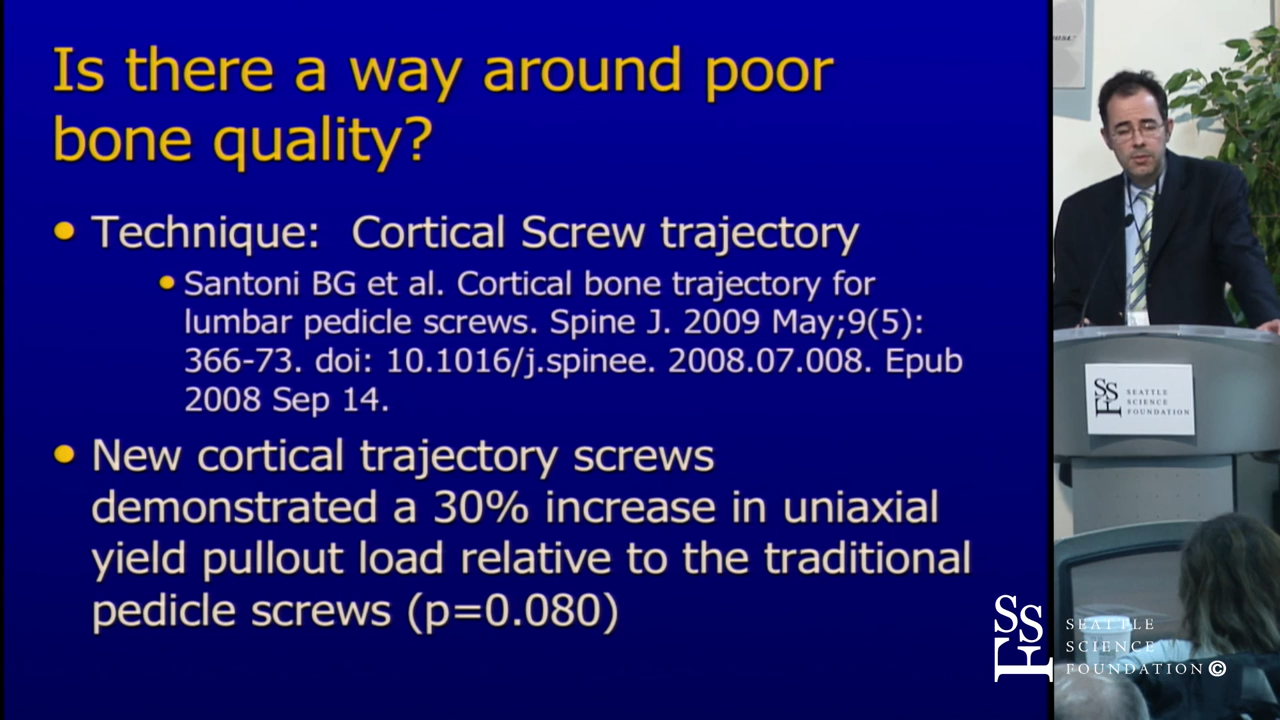 Is there a way around poor
bone quality?
• Technique: Cortical Screw trajectory
• Santoni BG et al. Cortical bone trajectory for
lumbar pedicle screws. Spine J. 2009 May;9(5):
366-73. doi: 10.1016/j.spinee. 2008.07.008. Epub
2008 Sep 14.
• New cortical trajectory screws
demonstrated a 30% increase in uniaxial
yield pullout load relative to the traditional
pedicle screws (p=0.080)
SSF
SEATTLE
SCIENCE
FOUNDATION
SSF
SEATTLE
SCIENCE
FOUNDATION©